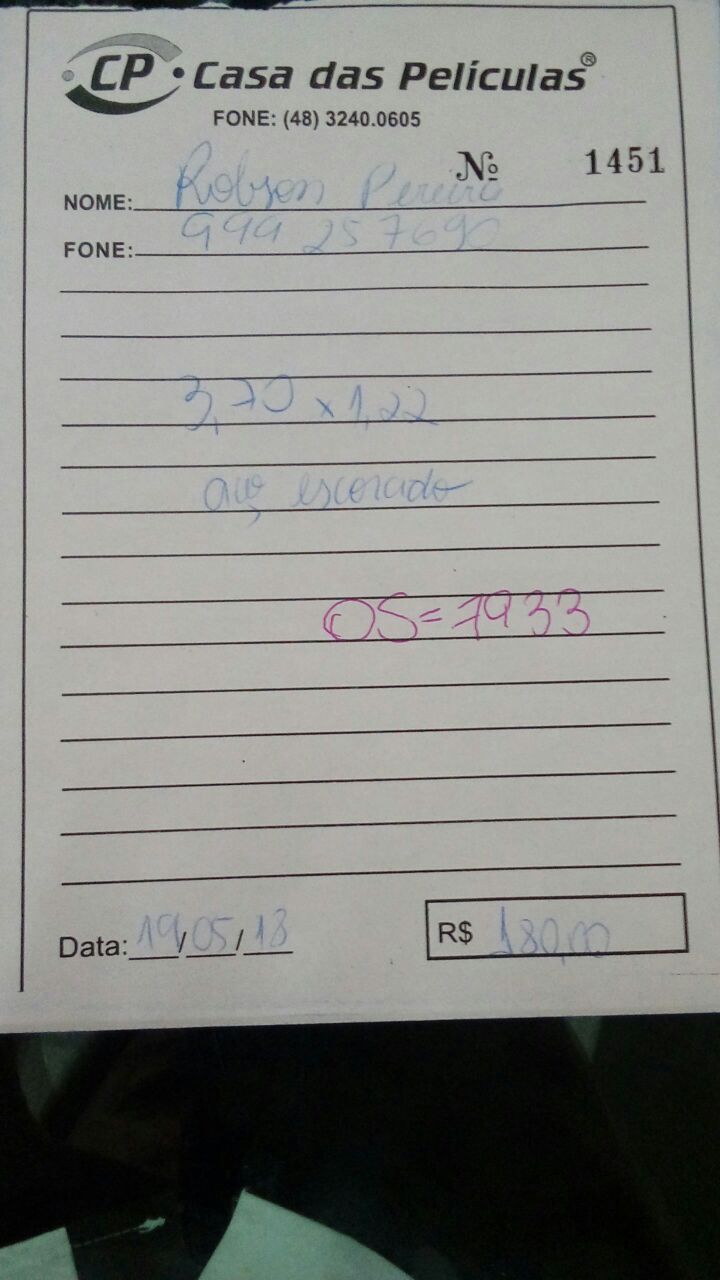 CP Casa das Películas®
FONE: (48) 3240.0605
Nº 1451
NOME: Robson Pereira
FONE: 999 257690
3,70 x 1,22
aço escovado
OS=7933
Data: 19/05/18
R$ 180,00